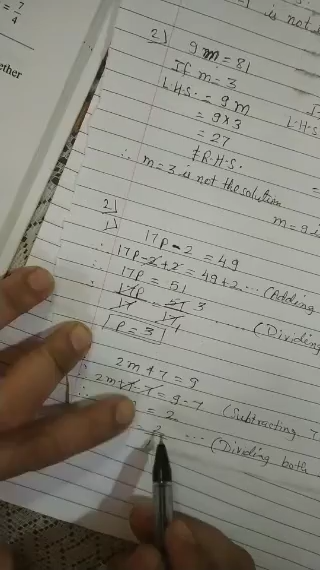 = 7/4
ether
is not
2) 9m = 81
If m = 3
L.H.S. = 9m
= 9×3
= 27
≠ R.H.S.
∴ m = 3 is not the solution
L.H.S
m = 9 i
2)
1) 17P - 2 = 49
∴ 17P - 2 + 2 = 49 + 2 ... (Adding
∴ 17P = 51
17P/17 = 51/17 ... (Dividing
P = 3
2m + 7 = 9
∴ 2m + 7 - 7 = 9 - 7 (Subtracting 7
= 2
2 ... (Dividing both